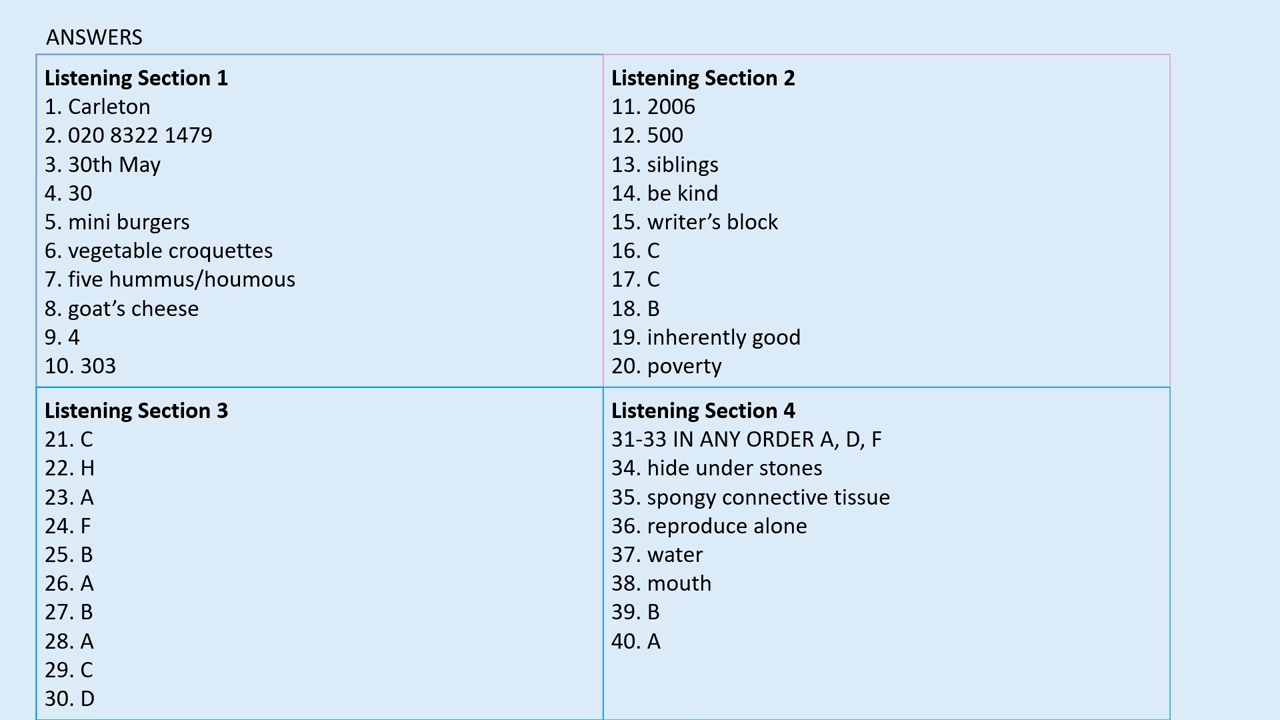 ANSWERS
Listening Section 1
1. Carleton
2. 020 8322 1479
3. 30th May
4. 30
5. mini burgers
6. vegetable croquettes
7. five hummus/houmous
8. goat’s cheese
9. 4
10. 303
Listening Section 2
11. 2006
12. 500
13. siblings
14. be kind
15. writer’s block
16. C
17. C
18. B
19. inherently good
20. poverty
Listening Section 3
21. C
22. H
23. A
24. F
25. B
26. A
27. B
28. A
29. C
30. D
Listening Section 4
31-33 IN ANY ORDER A, D, F
34. hide under stones
35. spongy connective tissue
36. reproduce alone
37. water
38. mouth
39. B
40. A